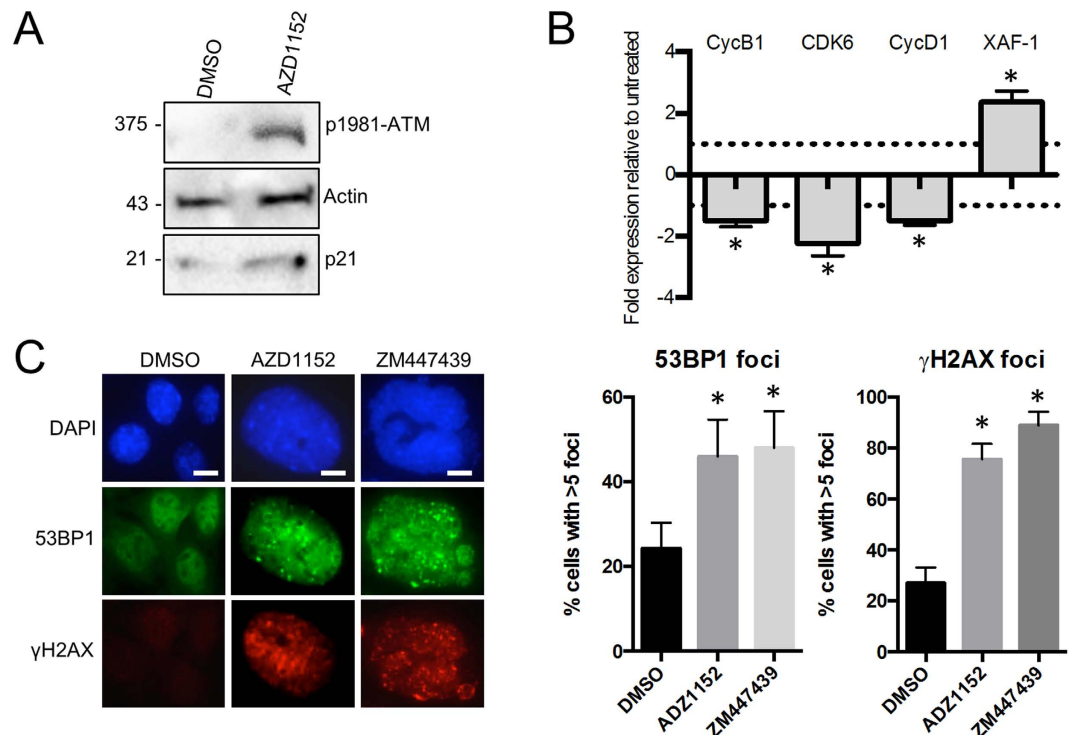 A
DMSO
AZD1152
375 - p1981-ATM
43 - Actin
21 - p21
B
Fold expression relative to untreated
CycB1 CDK6 CycD1 XAF-1
4
2
0
-2
-4
* * * *
C
DMSO AZD1152 ZM447439
DAPI
53BP1
γH2AX
53BP1 foci
% cells with >5 foci
60
40
20
0
* *
DMSO
ADZ1152
ZM447439
γH2AX foci
% cells with >5 foci
100
80
60
40
20
0
* *
DMSO
ADZ1152
ZM447439